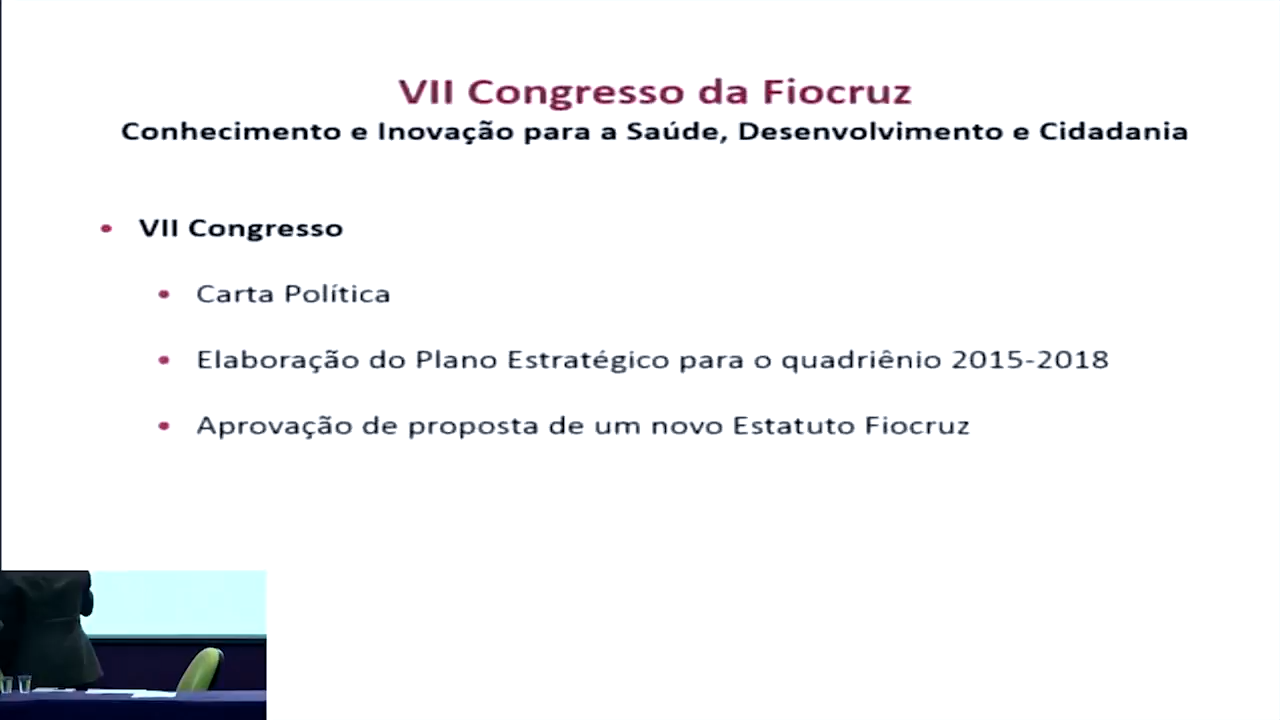 VII Congresso da Fiocruz
Conhecimento e Inovação para a Saúde, Desenvolvimento e Cidadania
• VII Congresso
• Carta Política
• Elaboração do Plano Estratégico para o quadriênio 2015-2018
• Aprovação de proposta de um novo Estatuto Fiocruz